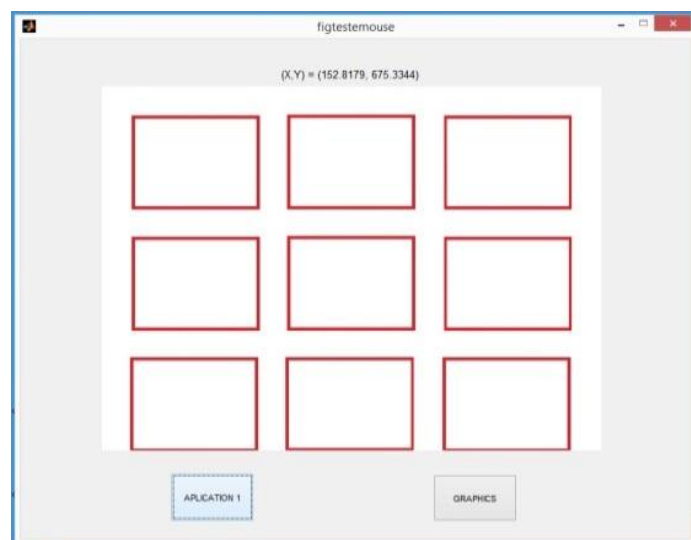 figtestemouse
(X,Y) = (152.8179, 675.3344)
APLICATION 1
GRAPHICS